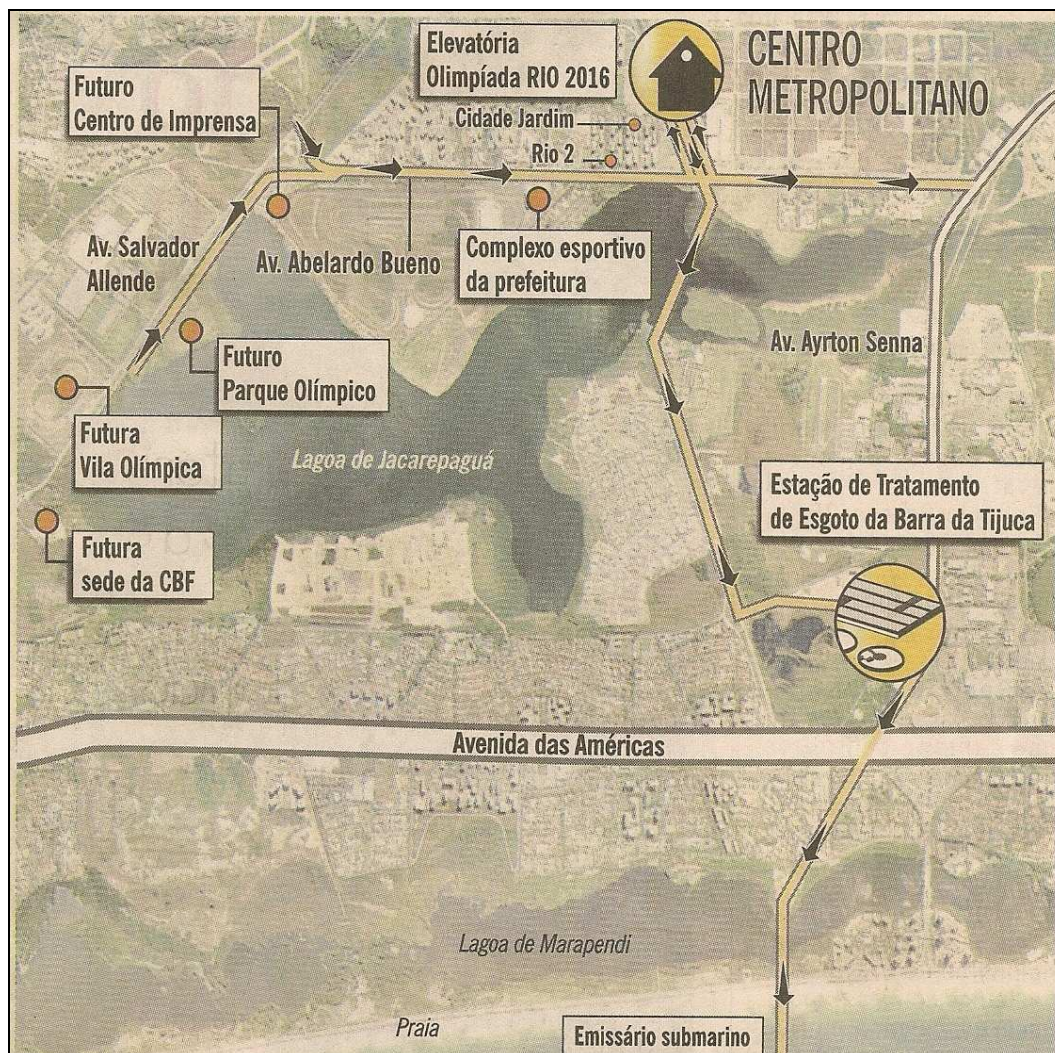 Elevatória
Olimpíada RIO 2016
CENTRO
METROPOLITANO
Futuro
Centro de Imprensa
Cidade Jardim
Rio 2
Av. Salvador
Allende
Av. Abelardo Bueno
Complexo esportivo
da prefeitura
Av. Ayrton Senna
Futuro
Parque Olímpico
Futura
Vila Olímpica
Lagoa de Jacarepaguá
Estação de Tratamento
de Esgoto da Barra da Tijuca
Futura
sede da CBF
Avenida das Américas
Lagoa de Marapendi
Praia
Emissário submarino